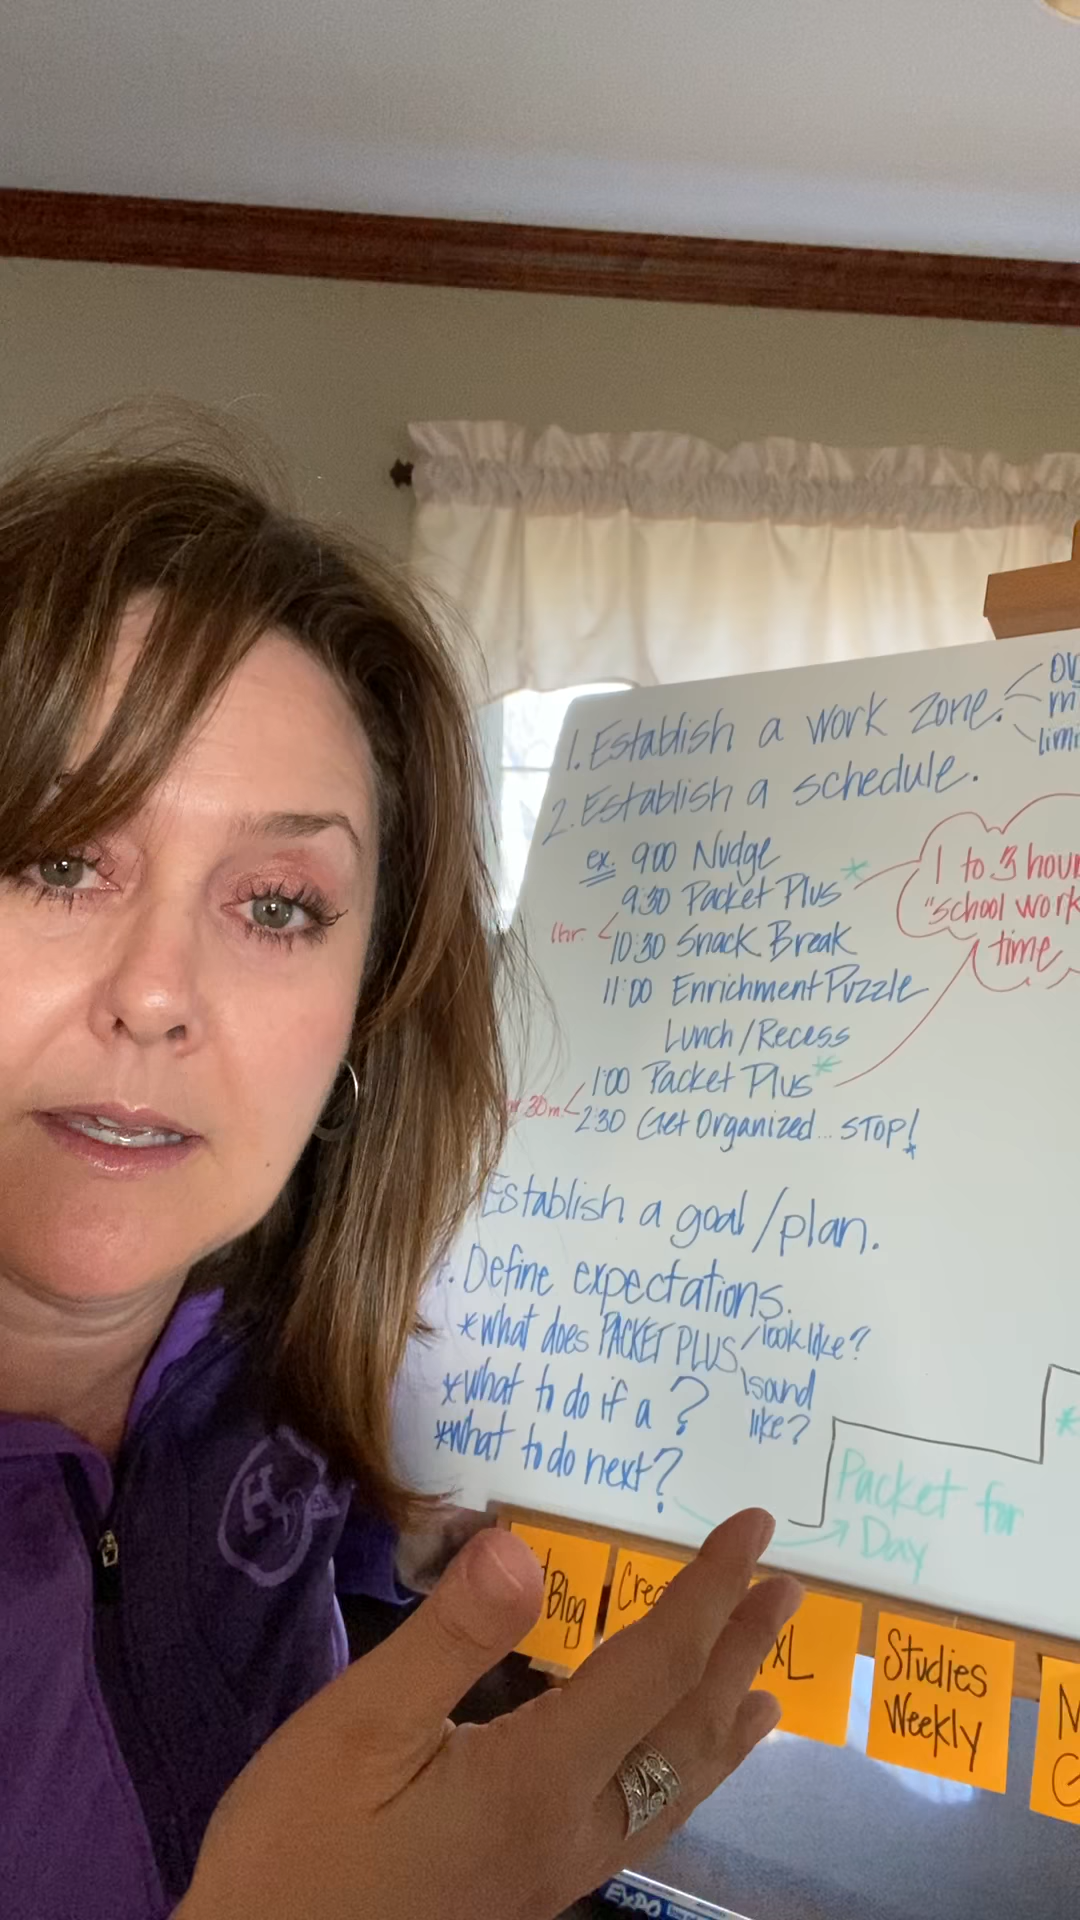 1. Establish a work zone.
2. Establish a schedule.
ex. 9:00 Nudge
9:30 Packet Plus *
1hr. < 10:30 Snack Break
11:00 Enrichment Puzzle
Lunch/Recess
1:00 Packet Plus *
30m < 2:30 Get Organized... STOP!
*
1 to 3 hour
"school work
time
Establish a goal/plan.
Define expectations.
*what does PACKET PLUS / look like?
\ sound
like?
*what to do if a ?
*what to do next?
Packet for
Day
*
Blog
Studies
Weekly
EXPO